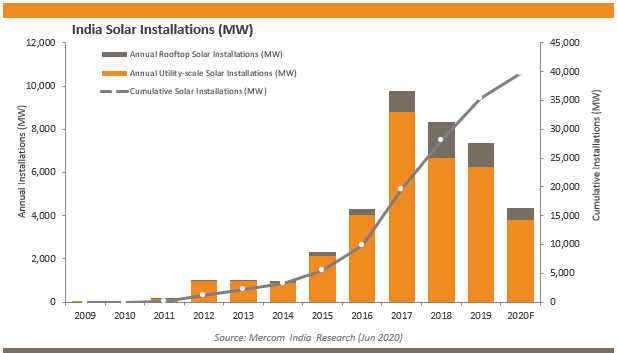 India Solar Installations (MW)
Annual Rooftop Solar Installations (MW)
Annual Utility-scale Solar Installations (MW)
Cumulative Solar Installations (MW)
Annual Installations (MW)
12,000
10,000
8,000
6,000
4,000
2,000
0
45,000
40,000
35,000
30,000
25,000
20,000
15,000
10,000
5,000
0
Cumulative Installations (MW)
2009 2010 2011 2012 2013 2014 2015 2016 2017 2018 2019 2020F
Source: Mercom India Research (Jun 2020)